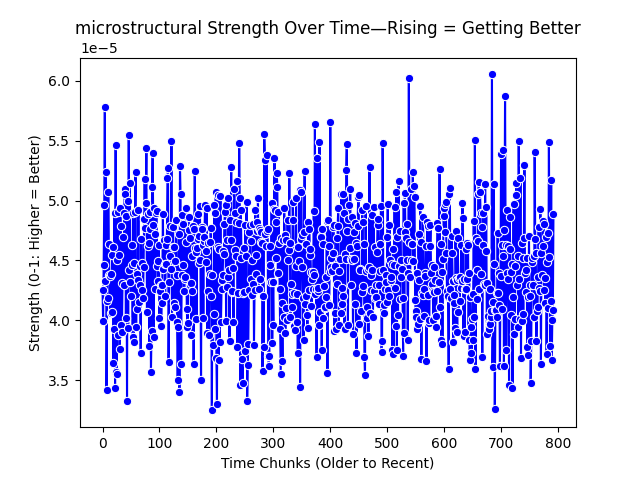 microstructural Strength Over Time—Rising = Getting Better
1e−5
6.0
5.5
5.0
4.5
4.0
3.5
Strength (0-1: Higher = Better)
0 100 200 300 400 500 600 700 800
Time Chunks (Older to Recent)